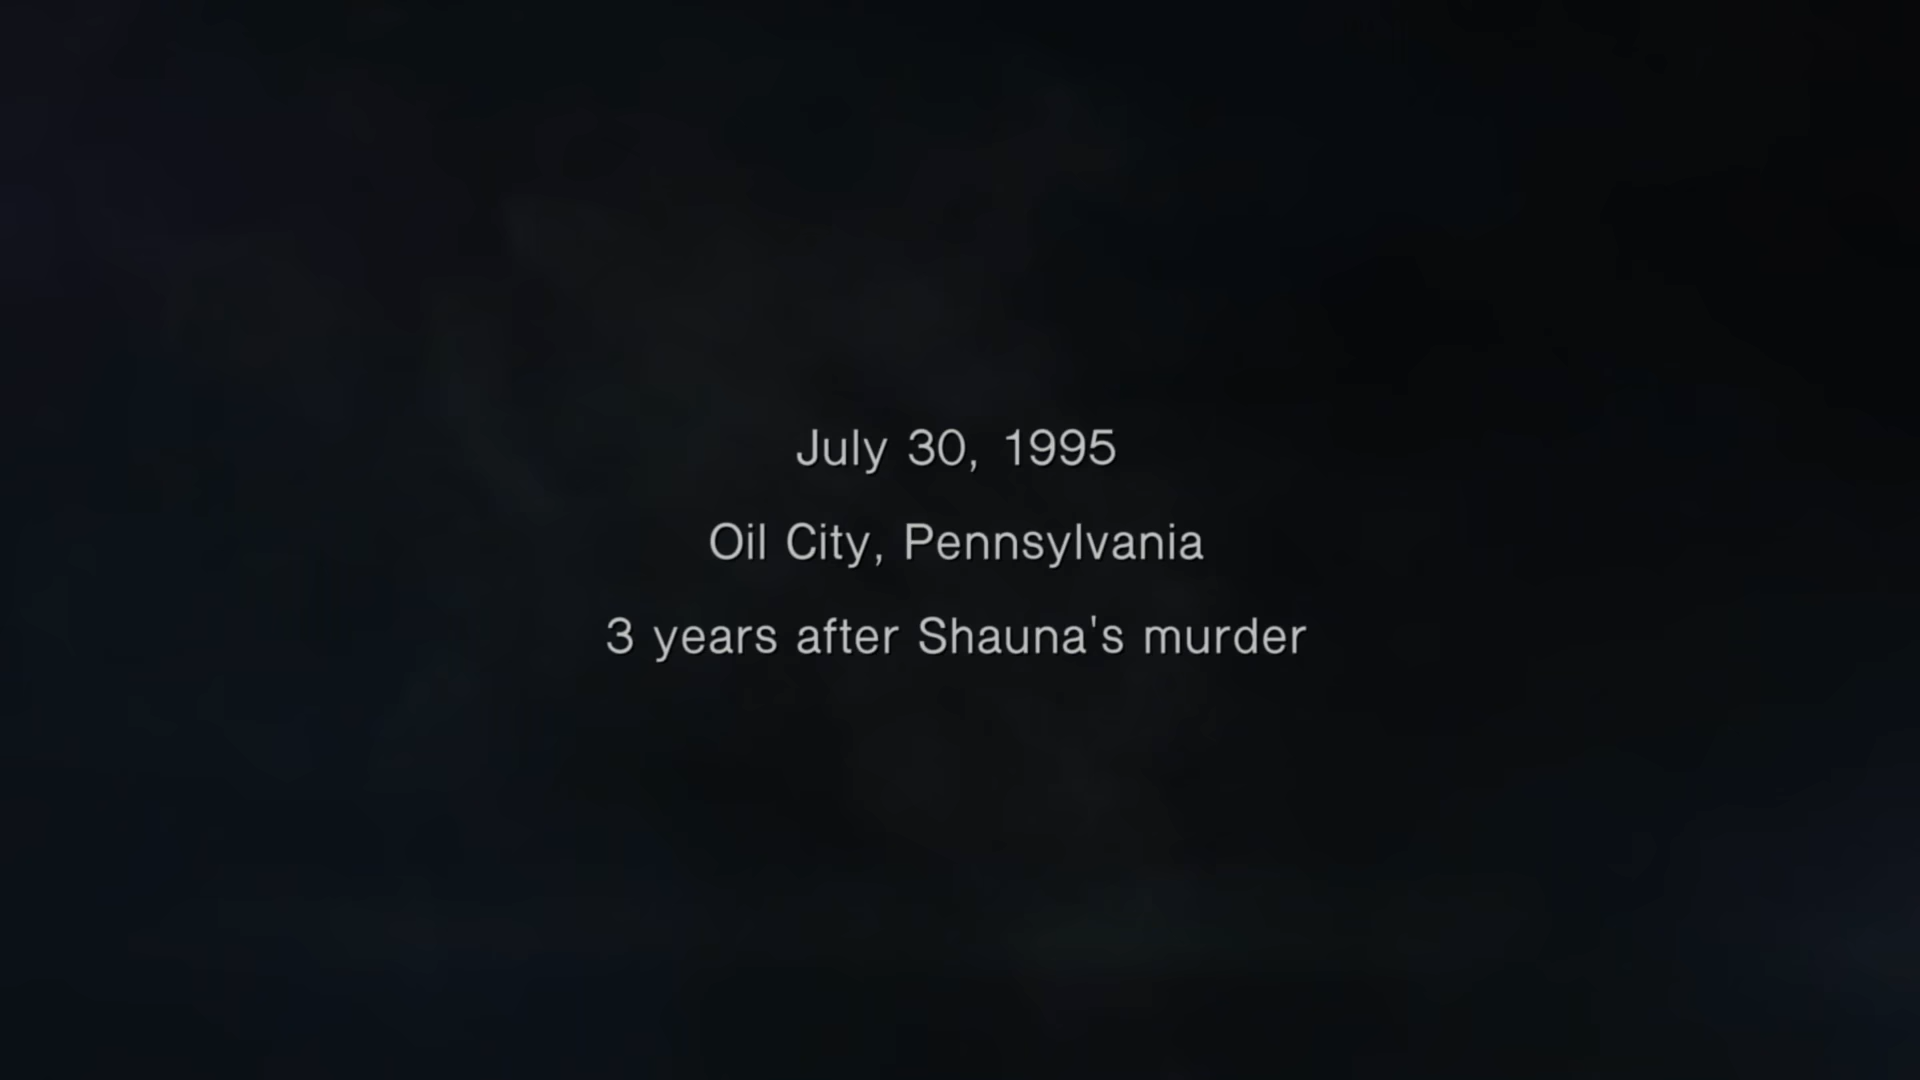 July 30, 1995
Oil City, Pennsylvania
3 years after Shauna's murder